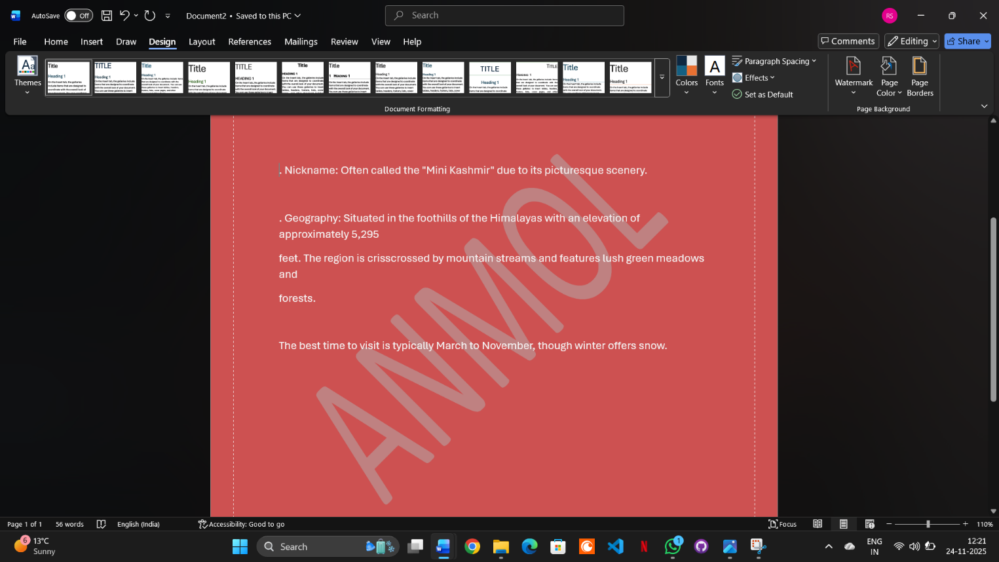 AutoSave Off Document2 • Saved to this PC Search RS
File Home Insert Draw Design Layout References Mailings Review View Help Comments Editing Share
Themes
Colors
Fonts
Paragraph Spacing
Effects
Set as Default
Watermark
Page Color
Page Borders
Document Formatting
Page Background
. Nickname: Often called the "Mini Kashmir" due to its picturesque scenery.
. Geography: Situated in the foothills of the Himalayas with an elevation of
approximately 5,295
feet. The region is crisscrossed by mountain streams and features lush green meadows
and
forests.
The best time to visit is typically March to November, though winter offers snow.
ANMOL
Page 1 of 1 56 words English (India) Accessibility: Good to go Focus 110%
6 13°C
Sunny
Search
1
ENG
IN
12:21
24-11-2025